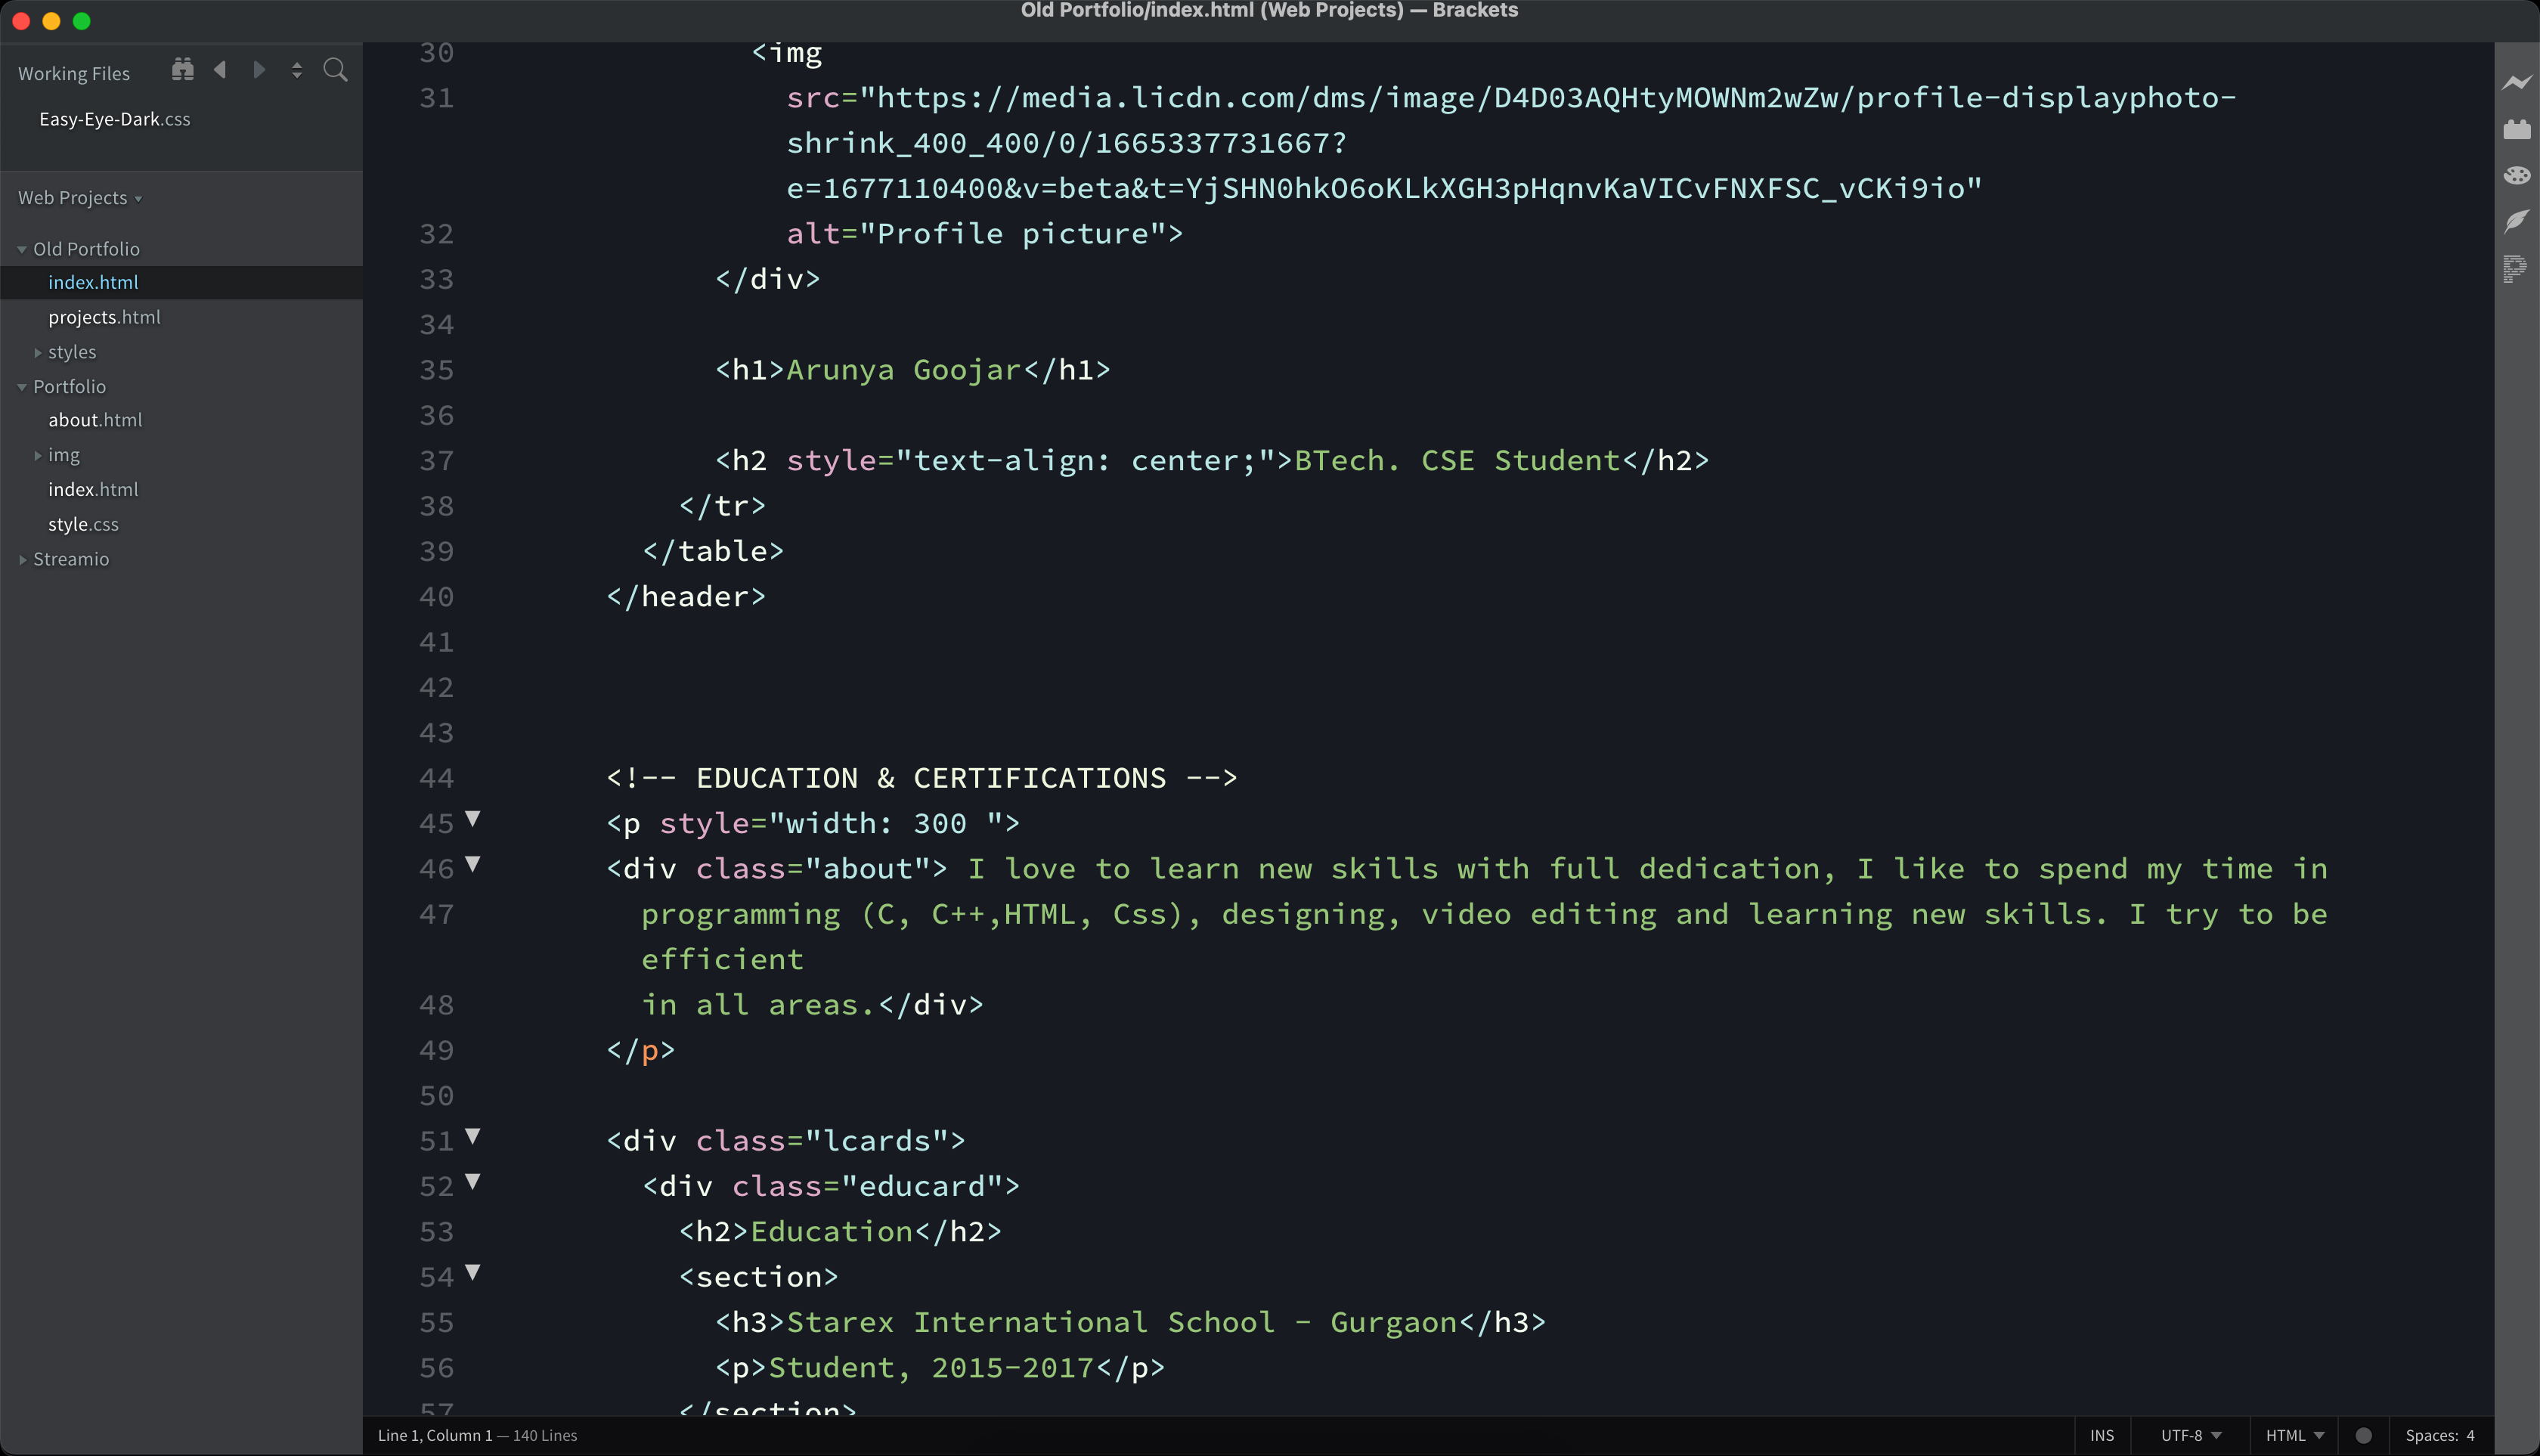 Old Portfolio/index.html (Web Projects) — Brackets
Working Files
Easy-Eye-Dark.css
Web Projects
Old Portfolio
index.html
projects.html
styles
Portfolio
about.html
img
index.html
style.css
Streamio
30 <img
31 src="https://media.licdn.com/dms/image/D4D03AQHtyMOWNm2wZw/profile-displayphoto-
shrink_400_400/0/1665337731667?
e=1677110400&v=beta&t=YjSHN0hkO6oKLkXGH3pHqnvKaVICvFNXFSC_vCKi9io"
32 alt="Profile picture">
33 </div>
34
35 <h1>Arunya Goojar</h1>
36
37 <h2 style="text-align: center;">BTech. CSE Student</h2>
38 </tr>
39 </table>
40 </header>
41
42
43
44 <!-- EDUCATION & CERTIFICATIONS -->
45 <p style="width: 300 ">
46 <div class="about"> I love to learn new skills with full dedication, I like to spend my time in
47 programming (C, C++,HTML, Css), designing, video editing and learning new skills. I try to be
efficient
48 in all areas.</div>
49 </p>
50
51 <div class="lcards">
52 <div class="educard">
53 <h2>Education</h2>
54 <section>
55 <h3>Starex International School - Gurgaon</h3>
56 <p>Student, 2015-2017</p>
57 </section>
Line 1, Column 1 — 140 Lines
INS
UTF-8
HTML
Spaces: 4